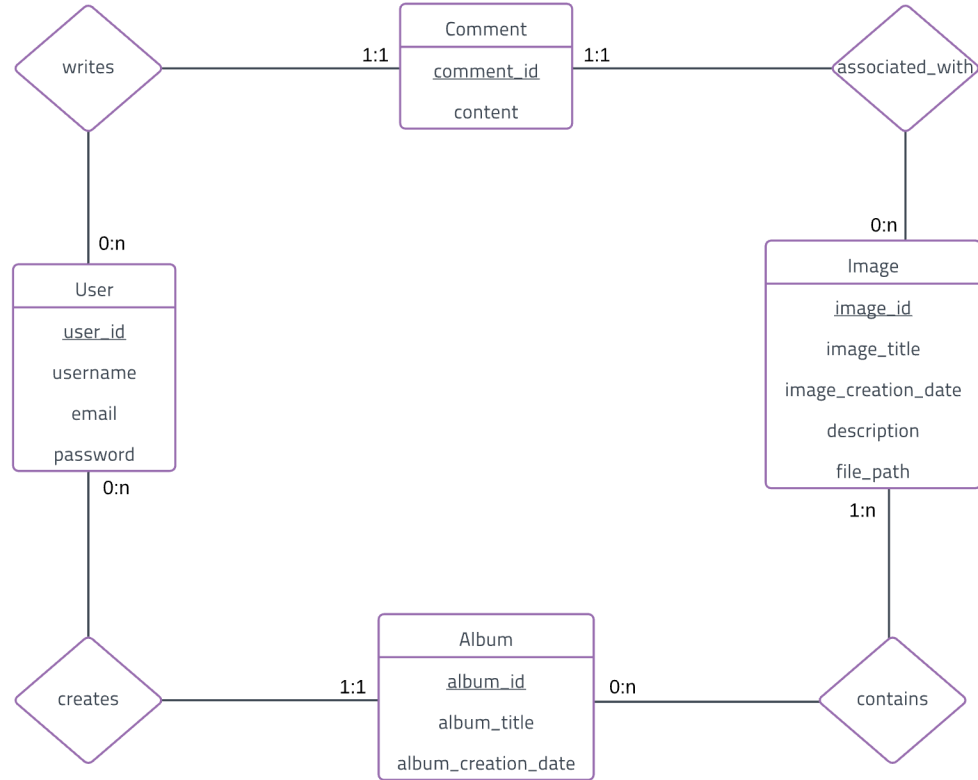 Comment
writes
1:1
comment_id
1:1
associated_with
content
0:n
0:n
User
user_id
username
email
password
Image
image_id
image_title
image_creation_date
description
file_path
0:n
1:n
Album
creates
1:1
album_id
0:n
contains
album_title
album_creation_date